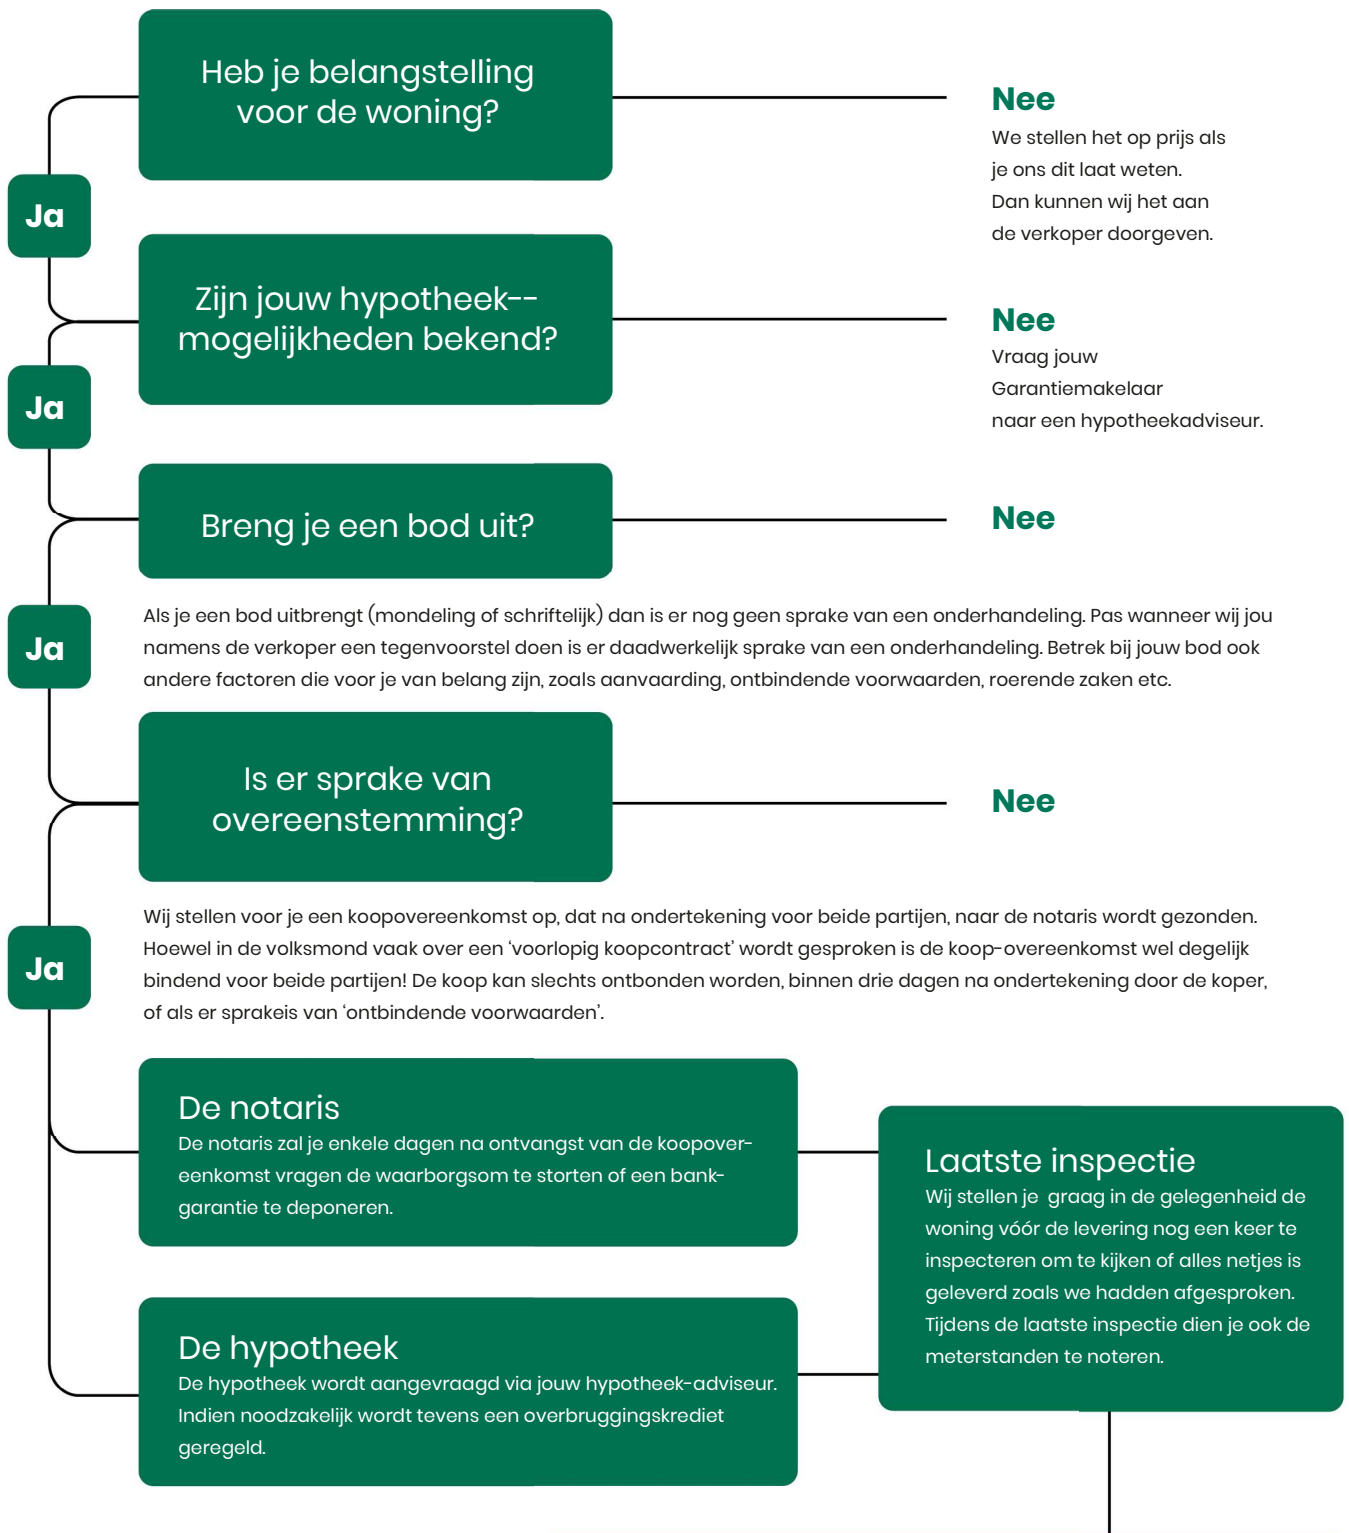 Heb je belangstelling
voor de woning?
Nee
We stellen het op prijs als
je ons dit laat weten.
Dan kunnen wij het aan
de verkoper doorgeven.
Ja
Zijn jouw hypotheek--
mogelijkheden bekend?
Nee
Vraag jouw
Garantiemakelaar
naar een hypotheekadviseur.
Ja
Breng je een bod uit?
Nee
Ja
Als je een bod uitbrengt (mondeling of schriftelijk) dan is er nog geen sprake van een onderhandeling. Pas wanneer wij jou
namens de verkoper een tegenvoorstel doen is er daadwerkelijk sprake van een onderhandeling. Betrek bij jouw bod ook
andere factoren die voor je van belang zijn, zoals aanvaarding, ontbindende voorwaarden, roerende zaken etc.
Is er sprake van
overeenstemming?
Nee
Ja
Wij stellen voor je een koopovereenkomst op, dat na ondertekening voor beide partijen, naar de notaris wordt gezonden.
Hoewel in de volksmond vaak over een ‘voorlopig koopcontract’ wordt gesproken is de koop-overeenkomst wel degelijk
bindend voor beide partijen! De koop kan slechts ontbonden worden, binnen drie dagen na ondertekening door de koper,
of als er sprakeis van ‘ontbindende voorwaarden’.
De notaris
De notaris zal je enkele dagen na ontvangst van de koopover-
eenkomst vragen de waarborgsom te storten of een bank-
garantie te deponeren.
Laatste inspectie
Wij stellen je  graag in de gelegenheid de
woning vóór de levering nog een keer te
inspecteren om te kijken of alles netjes is
geleverd zoals we hadden afgesproken.
Tijdens de laatste inspectie dien je ook de
meterstanden te noteren.
De hypotheek
De hypotheek wordt aangevraagd via jouw hypotheek-adviseur.
Indien noodzakelijk wordt tevens een overbruggingskrediet
geregeld.